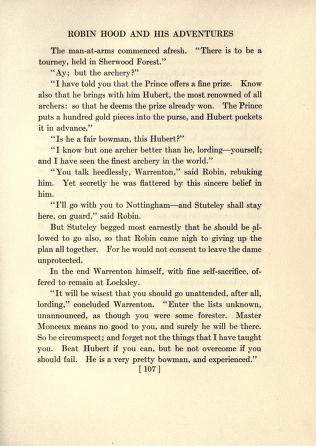 ROBIN HOOD AND HIS ADVENTURES
The man-at-arms commenced afresh. "There is to be a
tourney, held in Sherwood Forest."
"Ay; but the archery?"
"I have told you that the Prince offers a fine prize. Know
also that he brings with him Hubert, the most renowned of all
archers: so that he deems the prize already won. The Prince
puts a hundred gold pieces into the purse, and Hubert pockets
it in advance."
"Is he a fair bowman, this Hubert?"
"I know but one archer better than he, lording—yourself;
and I have seen the finest archery in the world."
"You talk heedlessly, Warrenton," said Robin, rebuking
him. Yet secretly he was flattered by this sincere belief in
him.
"I'll go with you to Nottingham—and Stuteley shall stay
here, on guard," said Robin.
But Stuteley begged most earnestly that he should be al-
lowed to go also, so that Robin came nigh to giving up the
plan all together. For he would not consent to leave the dame
unprotected.
In the end Warrenton himself, with fine self-sacrifice, of-
fered to remain at Locksley.
"It will be wisest that you should go unattended, after all,
lording," concluded Warrenton. "Enter the lists unknown,
unannounced, as though you were some forester. Master
Monceux means no good to you, and surely he will be there.
So be circumspect; and forget not the things that I have taught
you. Beat Hubert if you can, but be not overcome if you
should fail. He is a very pretty bowman, and experienced."
[ 107 ]